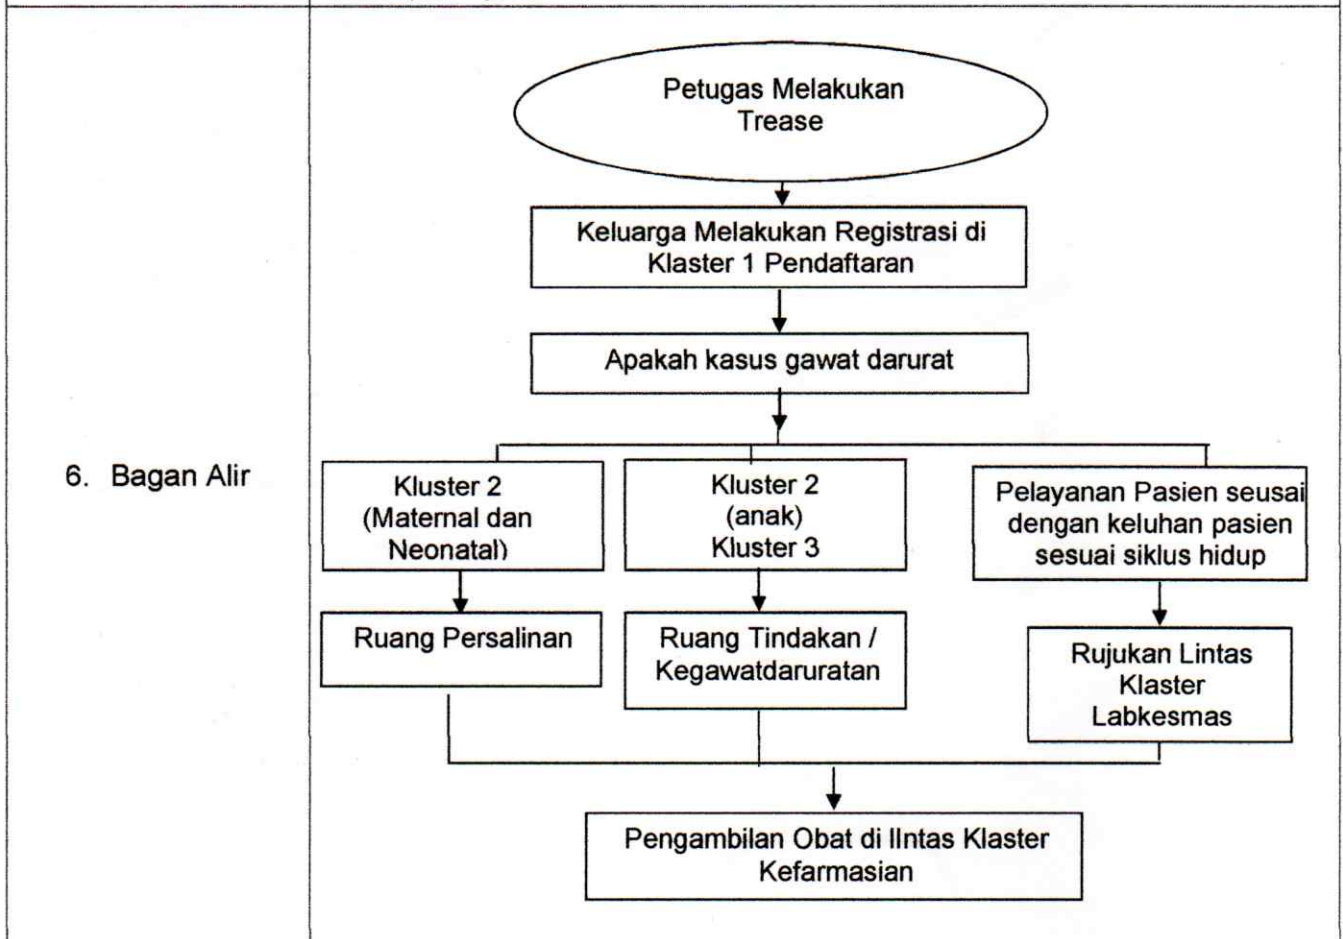 6. Bagan Alir
Petugas Melakukan
Trease
Keluarga Melakukan Registrasi di
Klaster 1 Pendaftaran
Apakah kasus gawat darurat
Kluster 2
(Maternal dan
Neonatal)
Kluster 2
(anak)
Kluster 3
Pelayanan Pasien seusai
dengan keluhan pasien
sesuai siklus hidup
Ruang Persalinan
Ruang Tindakan /
Kegawatdaruratan
Rujukan Lintas
Klaster
Labkesmas
Pengambilan Obat di lIntas Klaster
Kefarmasian